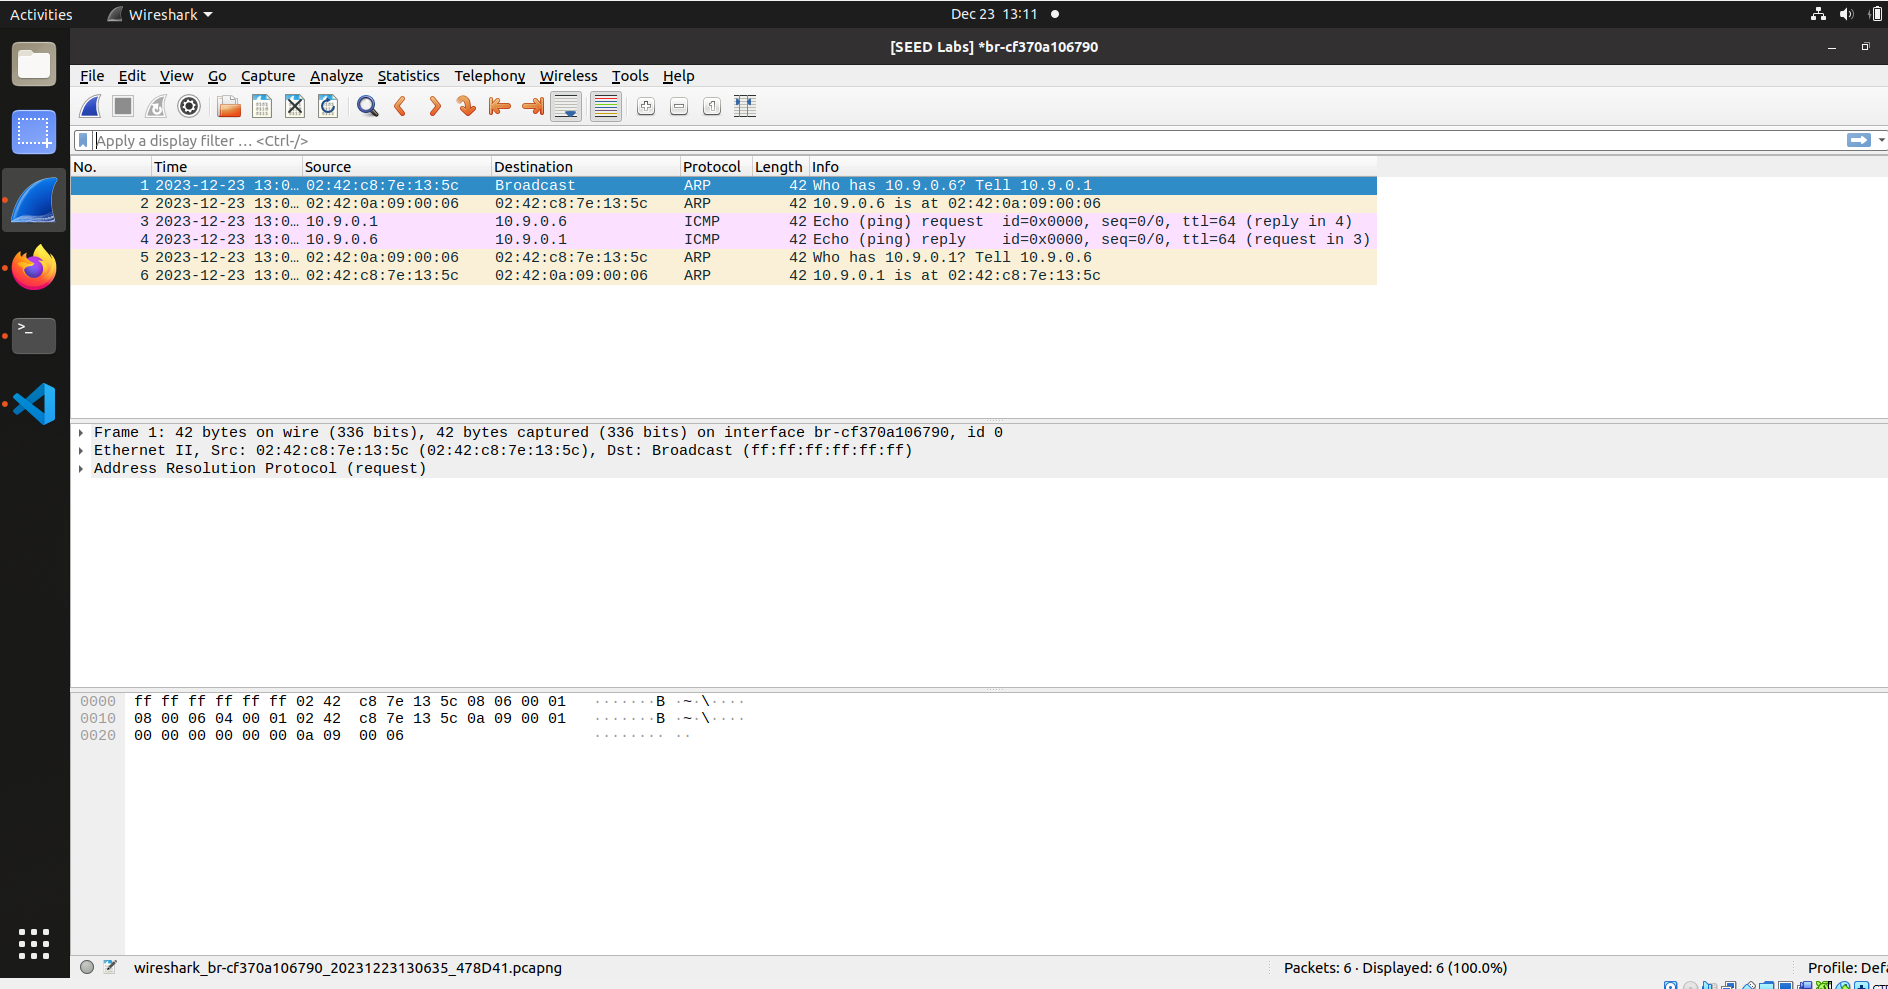 Activities Wireshark Dec 23 13:11
[SEED Labs] *br-cf370a106790
File Edit View Go Capture Analyze Statistics Telephony Wireless Tools Help
Apply a display filter … <Ctrl-/>
No. Time Source Destination Protocol Length Info
1 2023-12-23 13:0… 02:42:c8:7e:13:5c Broadcast ARP 42 Who has 10.9.0.6? Tell 10.9.0.1
2 2023-12-23 13:0… 02:42:0a:09:00:06 02:42:c8:7e:13:5c ARP 42 10.9.0.6 is at 02:42:0a:09:00:06
3 2023-12-23 13:0… 10.9.0.1 10.9.0.6 ICMP 42 Echo (ping) request id=0x0000, seq=0/0, ttl=64 (reply in 4)
4 2023-12-23 13:0… 10.9.0.6 10.9.0.1 ICMP 42 Echo (ping) reply id=0x0000, seq=0/0, ttl=64 (request in 3)
5 2023-12-23 13:0… 02:42:0a:09:00:06 02:42:c8:7e:13:5c ARP 42 Who has 10.9.0.1? Tell 10.9.0.6
6 2023-12-23 13:0… 02:42:c8:7e:13:5c 02:42:0a:09:00:06 ARP 42 10.9.0.1 is at 02:42:c8:7e:13:5c
Frame 1: 42 bytes on wire (336 bits), 42 bytes captured (336 bits) on interface br-cf370a106790, id 0
Ethernet II, Src: 02:42:c8:7e:13:5c (02:42:c8:7e:13:5c), Dst: Broadcast (ff:ff:ff:ff:ff:ff)
Address Resolution Protocol (request)
0000 ff ff ff ff ff ff 02 42 c8 7e 13 5c 08 06 00 01 ·······B ·~·\····
0010 08 00 06 04 00 01 02 42 c8 7e 13 5c 0a 09 00 01 ·······B ·~·\····
0020 00 00 00 00 00 00 0a 09 00 06 ········ ··
wireshark_br-cf370a106790_20231223130635_478D41.pcapng Packets: 6 · Displayed: 6 (100.0%) Profile: Defa